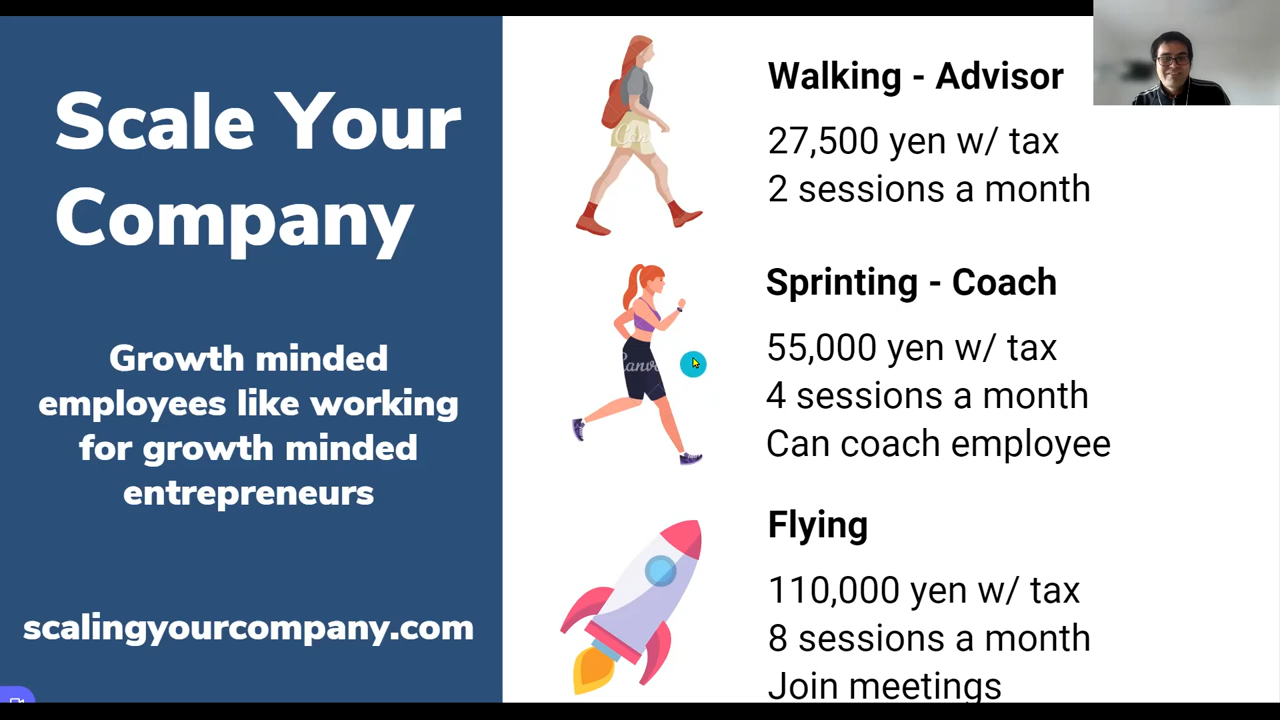 Scale Your
Company
Growth minded
employees like working
for growth minded
entrepreneurs
scalingyourcompany.com
Walking - Advisor
27,500 yen w/ tax
2 sessions a month
Sprinting - Coach
55,000 yen w/ tax
4 sessions a month
Can coach employee
Flying
110,000 yen w/ tax
8 sessions a month
Join meetings